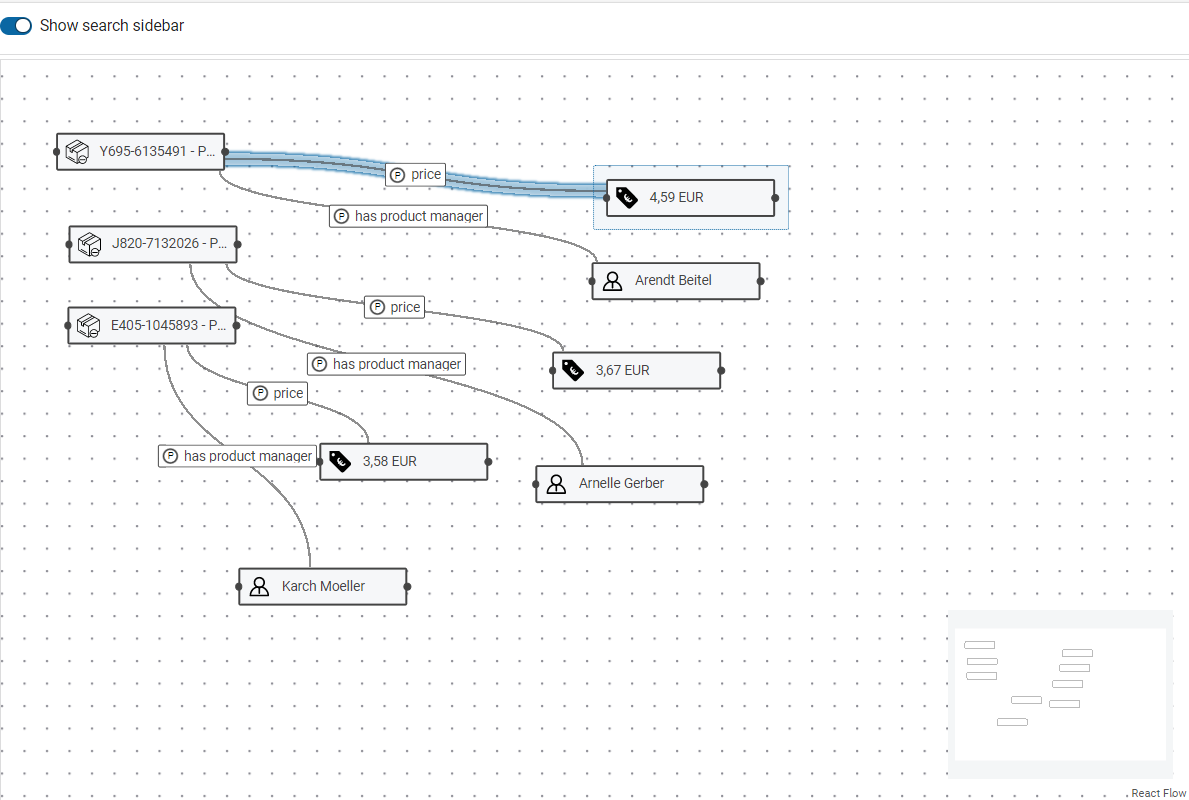 Show search sidebar
Y695-6135491 - P...
price
4,59 EUR
has product manager
J820-7132026 - P...
Arendt Beitel
price
E405-1045893 - P...
has product manager
3,67 EUR
price
has product manager
3,58 EUR
Arnelle Gerber
Karch Moeller
React Flow